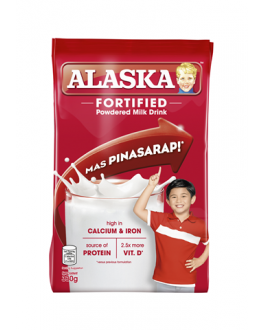 ALASKA
FORTIFIED
Powdered Milk Drink
MAS PINASARAP!*
high in
CALCIUM & IRON
source of
PROTEIN
2.5x more
VIT. D*